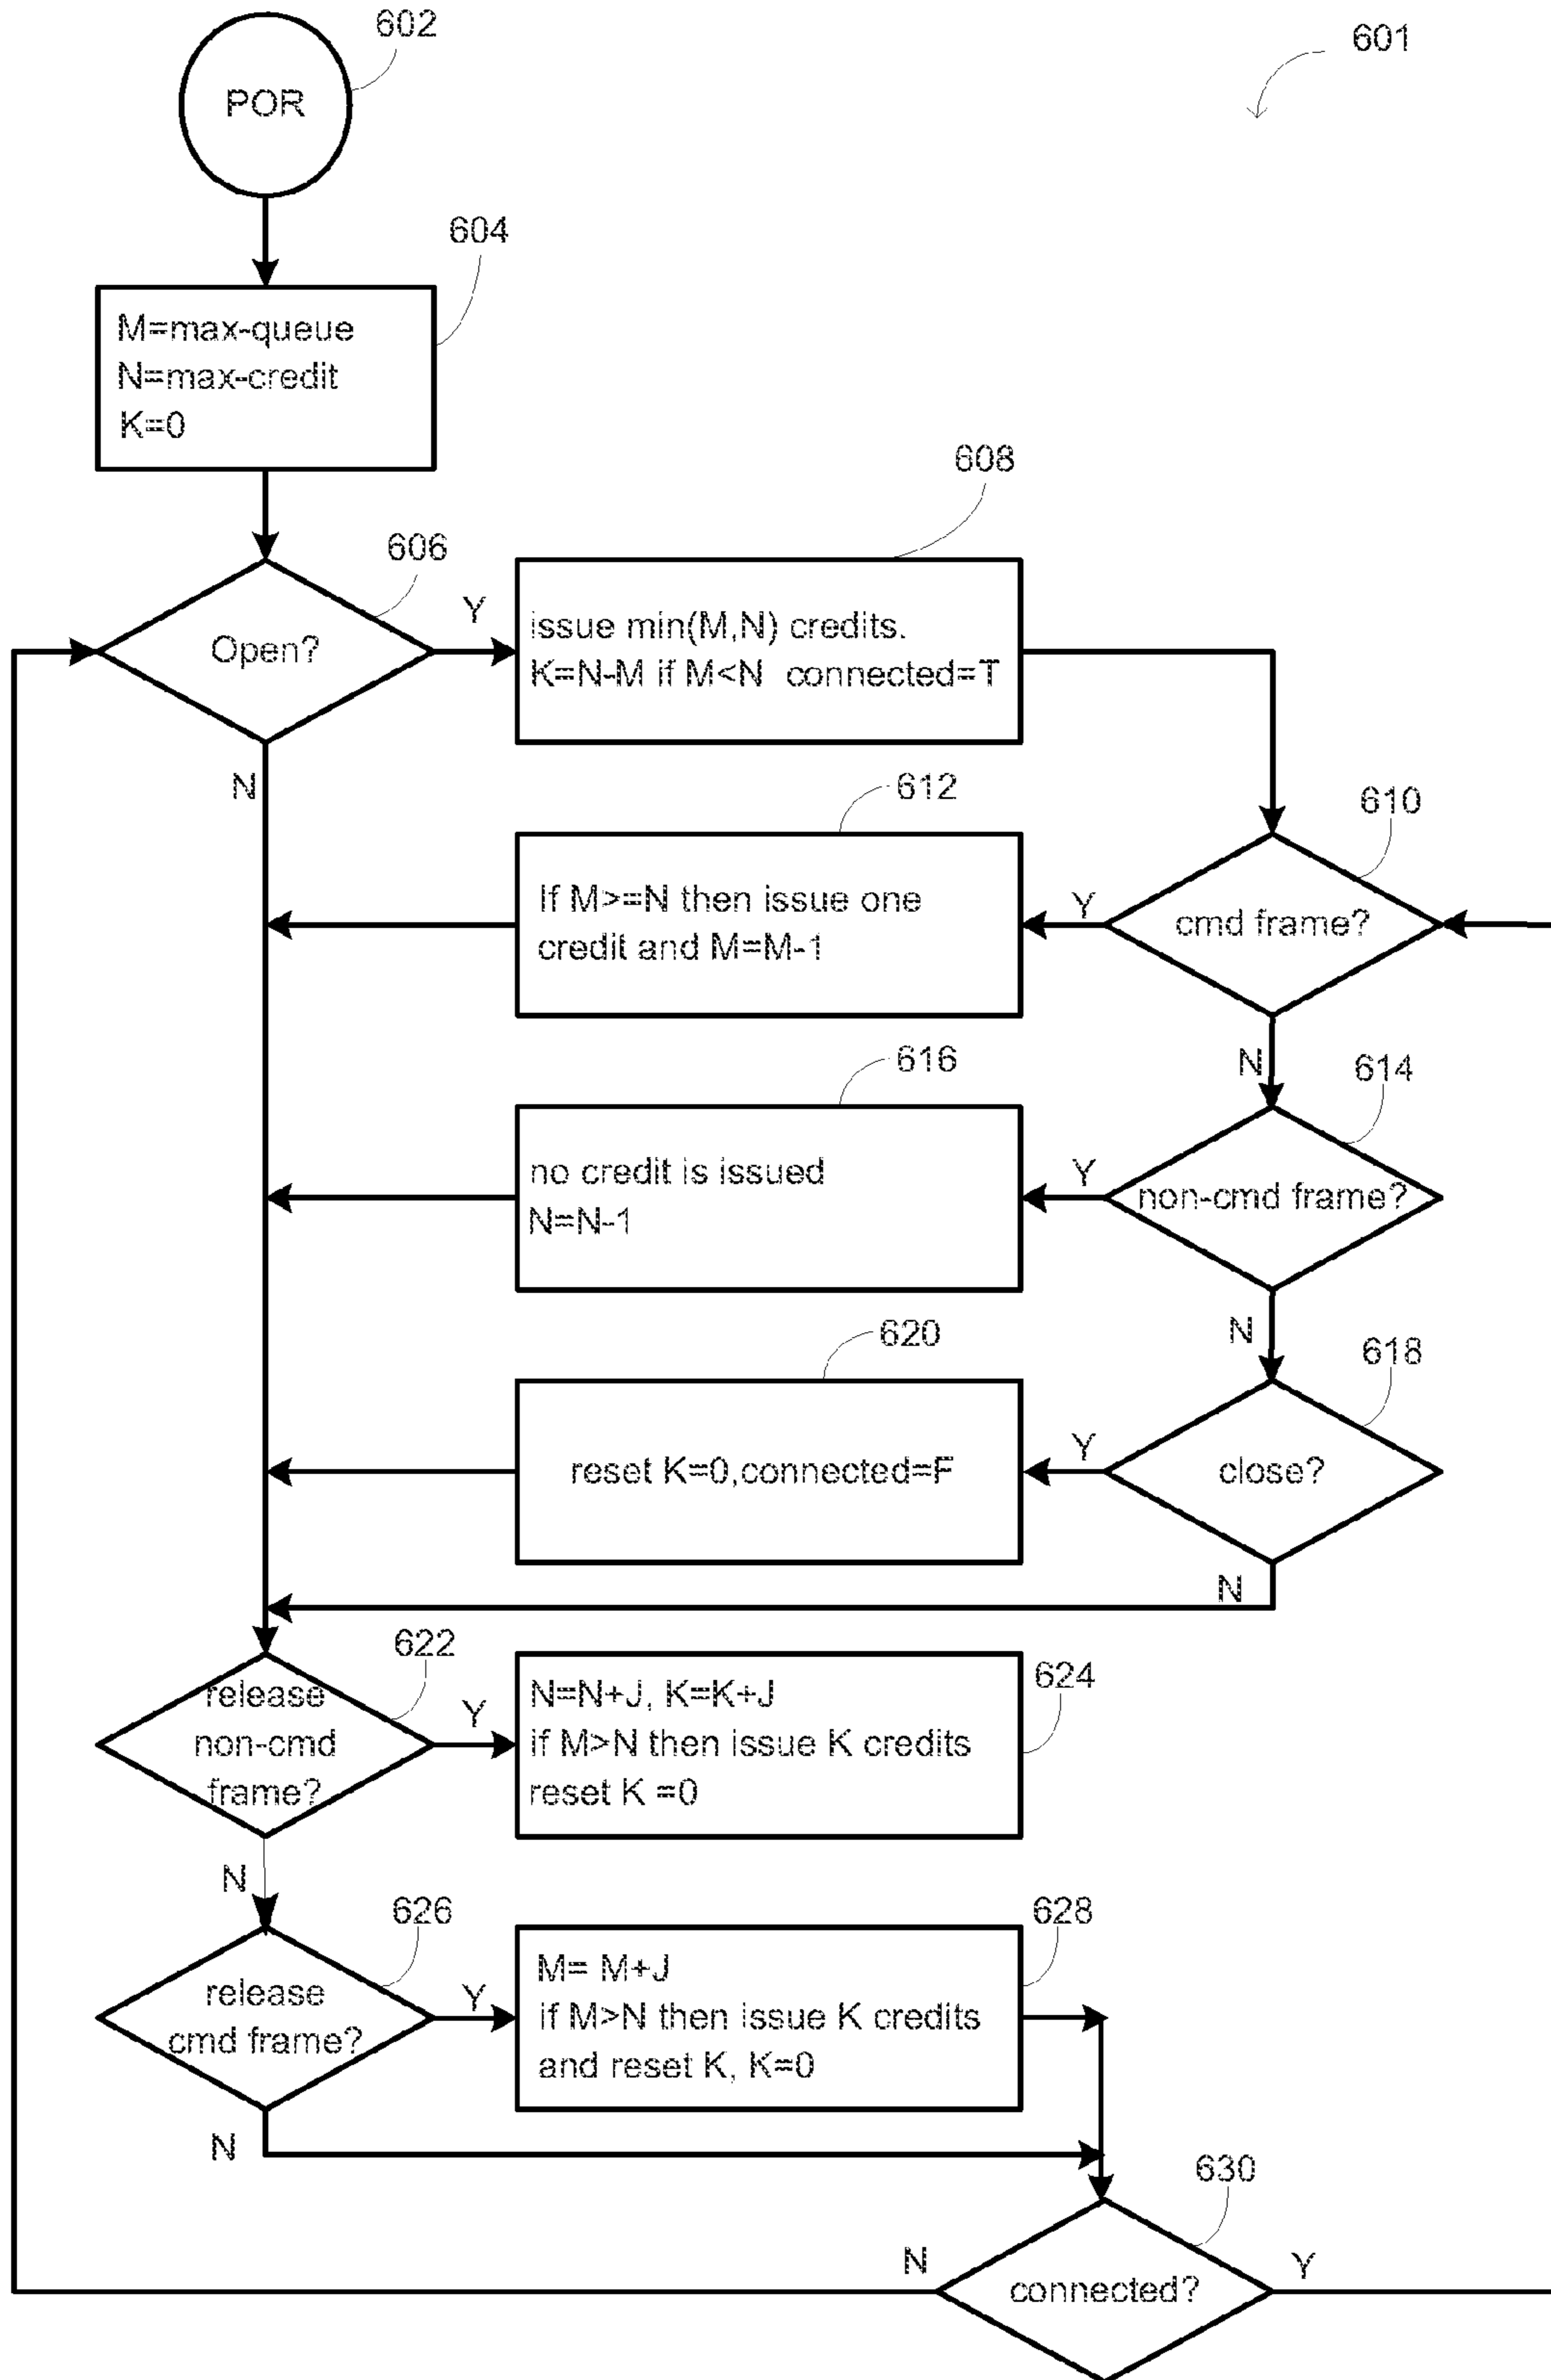 602
601
POR
604
M=max-queue
N=max-credit
K=0
608
606
Open?
Y
issue min(M,N) credits.
K=N-M if M<N connected=T
N
612
610
If M>=N then issue one
credit and M=M-1
Y
cmd frame?
616
N
614
no credit is issued
N=N-1
Y
non-cmd frame?
620
N
618
reset K=0,connected=F
Y
close?
N
622
release
non-cmd
frame?
Y
624
N=N+J, K=K+J
if M>N then issue K credits
reset K =0
N
626
release
cmd frame?
Y
628
M= M+J
if M>N then issue K credits
and reset K, K=0
N
630
N
connected?
Y